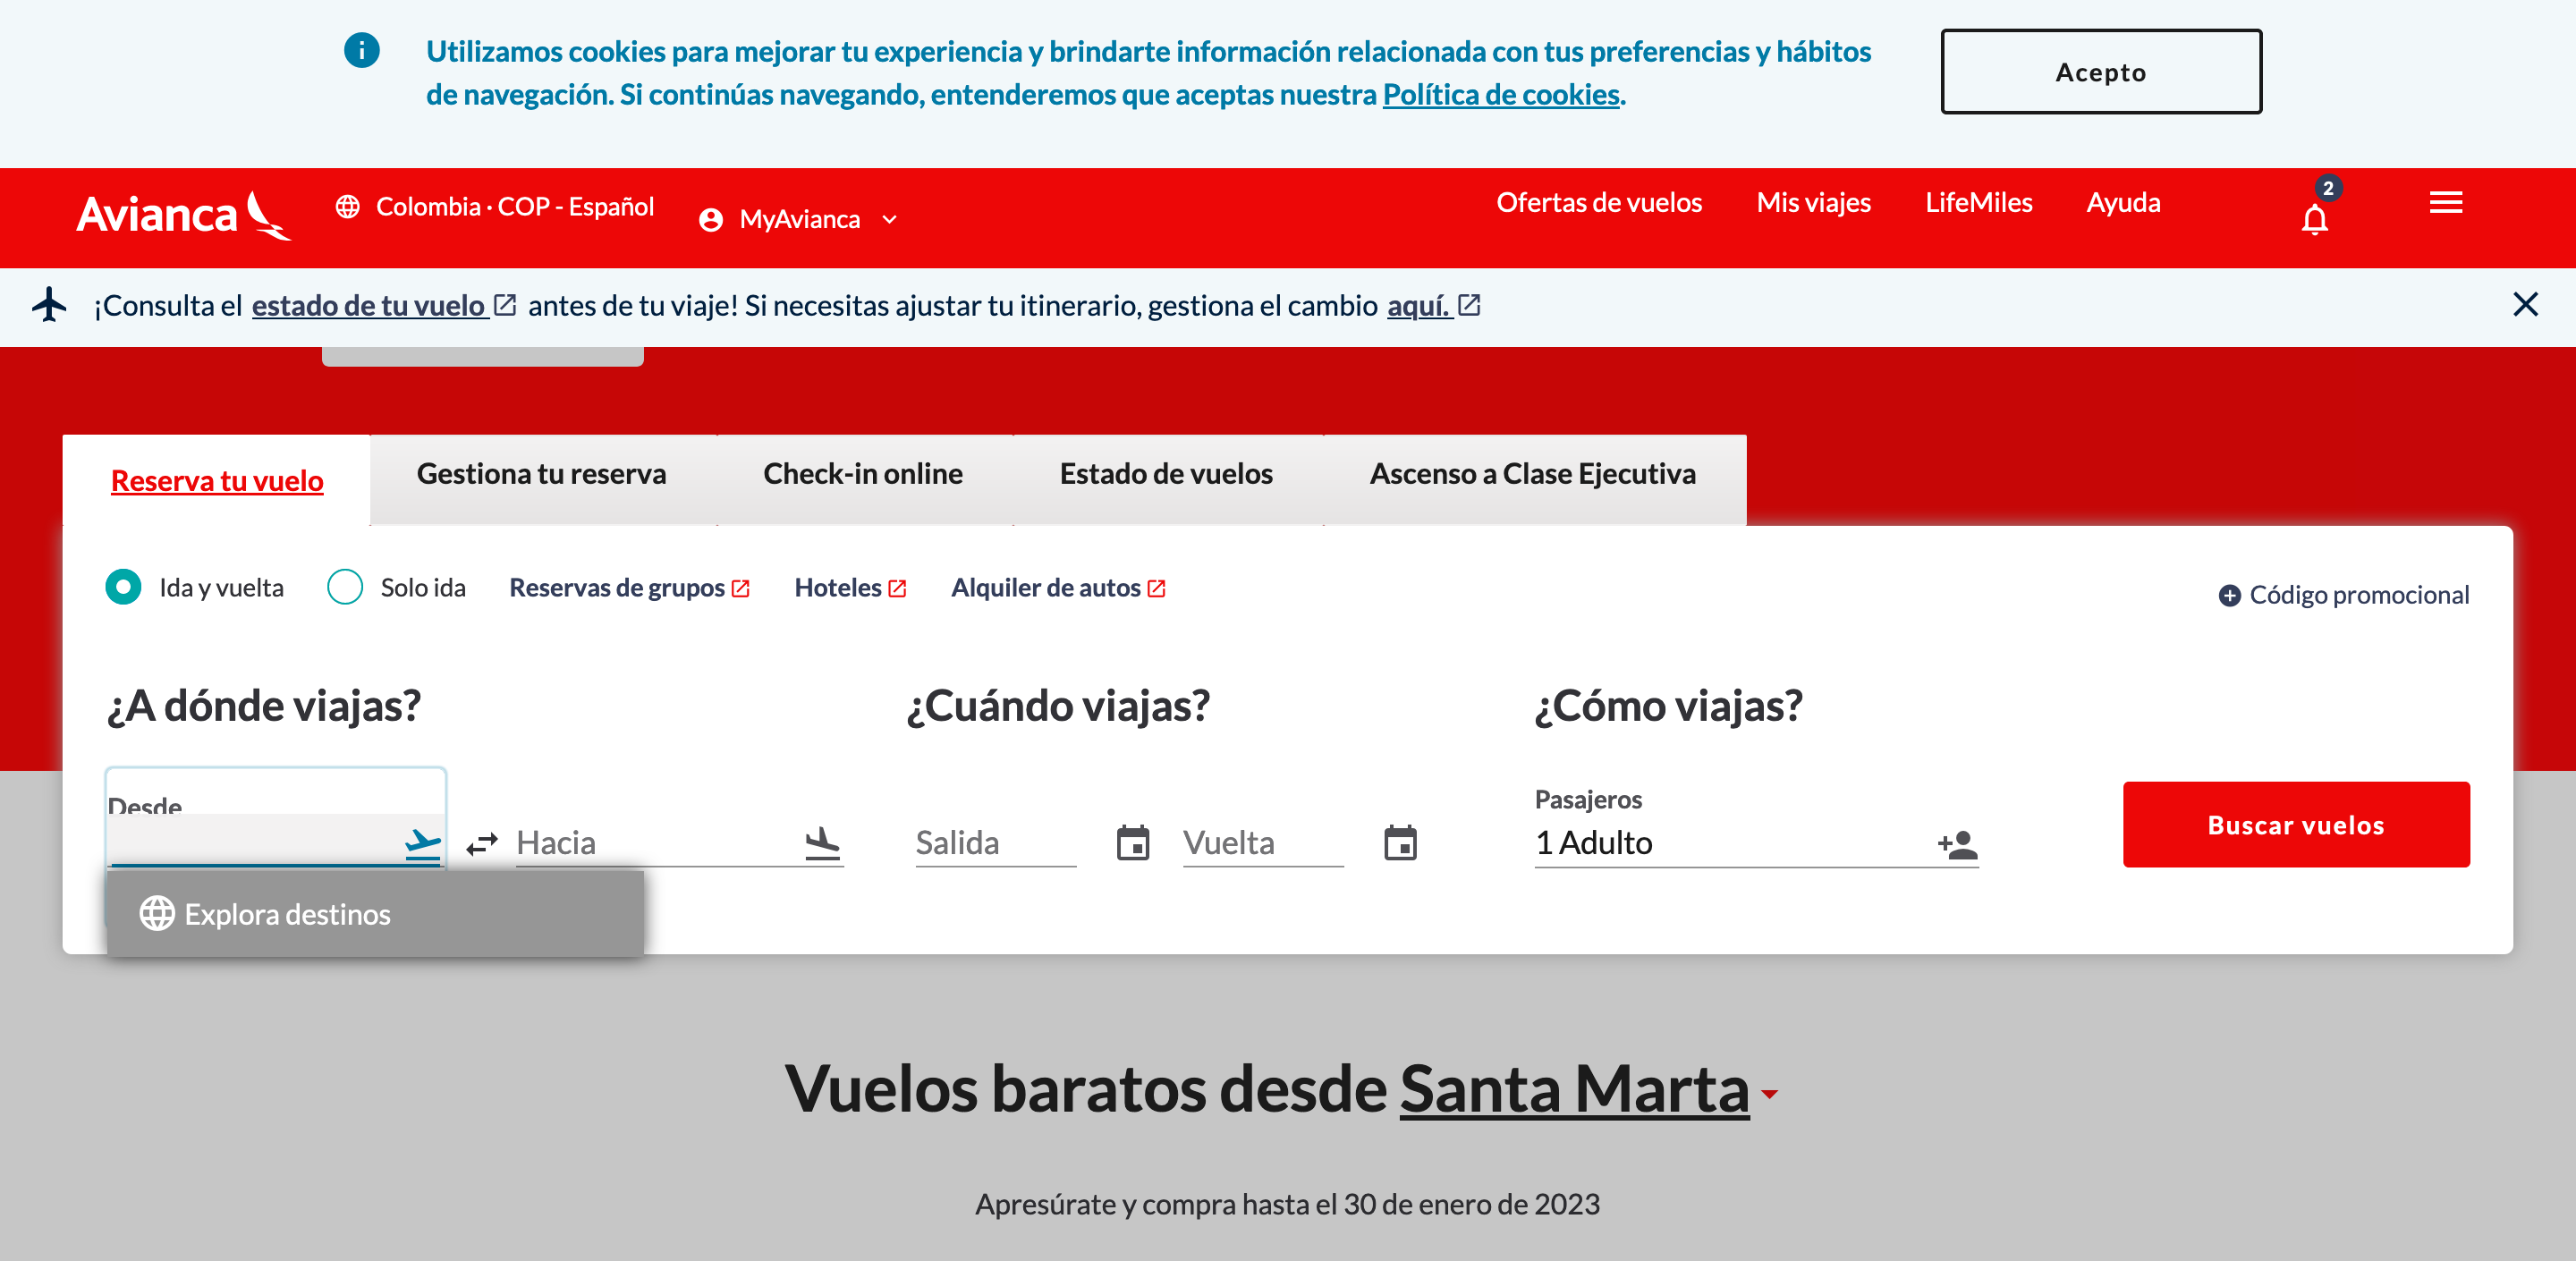 Utilizamos cookies para mejorar tu experiencia y brindarte información relacionada con tus preferencias y hábitos
de navegación. Si continúas navegando, entenderemos que aceptas nuestra Política de cookies.
Acepto
Avianca
Colombia · COP - Español
MyAvianca
Ofertas de vuelos
Mis viajes
LifeMiles
Ayuda
2
¡Consulta el estado de tu vuelo antes de tu viaje! Si necesitas ajustar tu itinerario, gestiona el cambio aquí.
Reserva tu vuelo
Gestiona tu reserva
Check-in online
Estado de vuelos
Ascenso a Clase Ejecutiva
Ida y vuelta
Solo ida
Reservas de grupos
Hoteles
Alquiler de autos
Código promocional
¿A dónde viajas?
¿Cuándo viajas?
¿Cómo viajas?
Desde
Hacia
Salida
Vuelta
Pasajeros
1 Adulto
Buscar vuelos
Explora destinos
Vuelos baratos desde Santa Marta
Apresúrate y compra hasta el 30 de enero de 2023